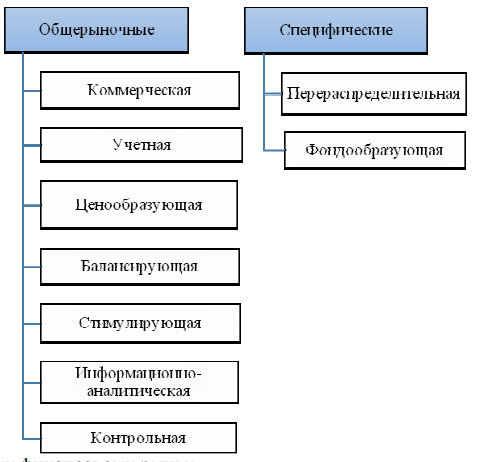 Общерыночные
Коммерческая
Учетная
Ценообразующая
Балансирующая
Стимулирующая
Информационно-
аналитическая
Контрольная
Специфические
Перераспределительная
Фондообразующая